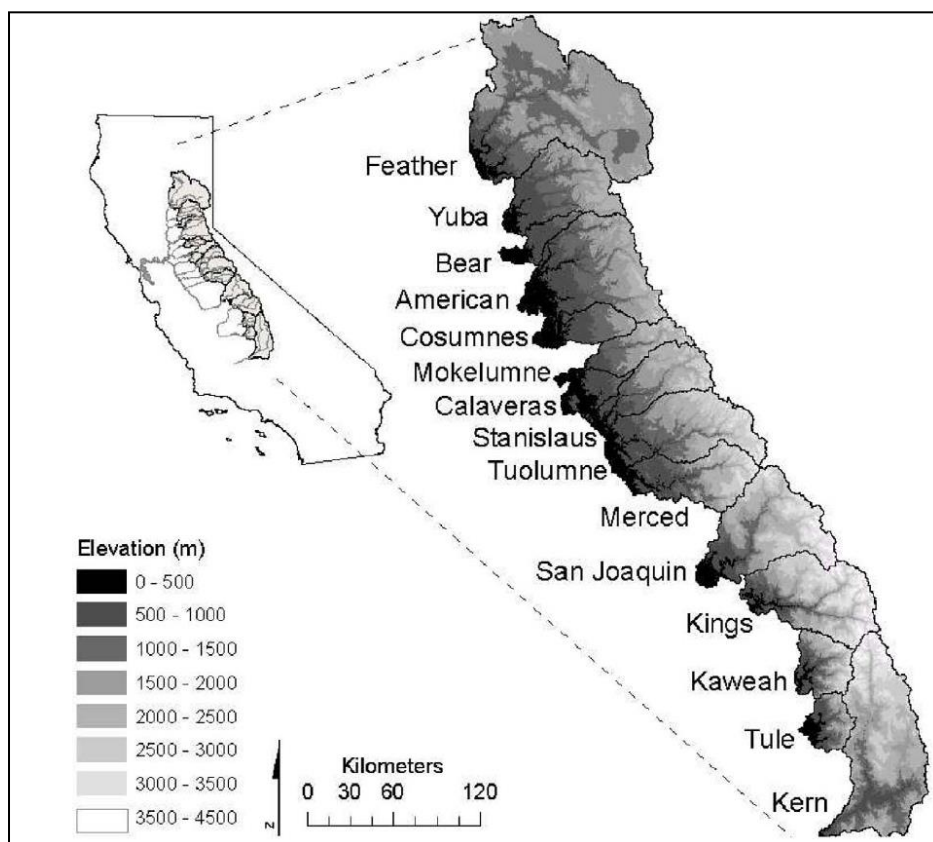 Feather
Yuba
Bear
American
Cosumnes
Mokelumne
Calaveras
Stanislaus
Tuolumne
Merced
San Joaquin
Kings
Kaweah
Tule
Kern
Elevation (m)
0 - 500
500 - 1000
1000 - 1500
1500 - 2000
2000 - 2500
2500 - 3000
3000 - 3500
3500 - 4500
N
Kilometers
0 30 60 120